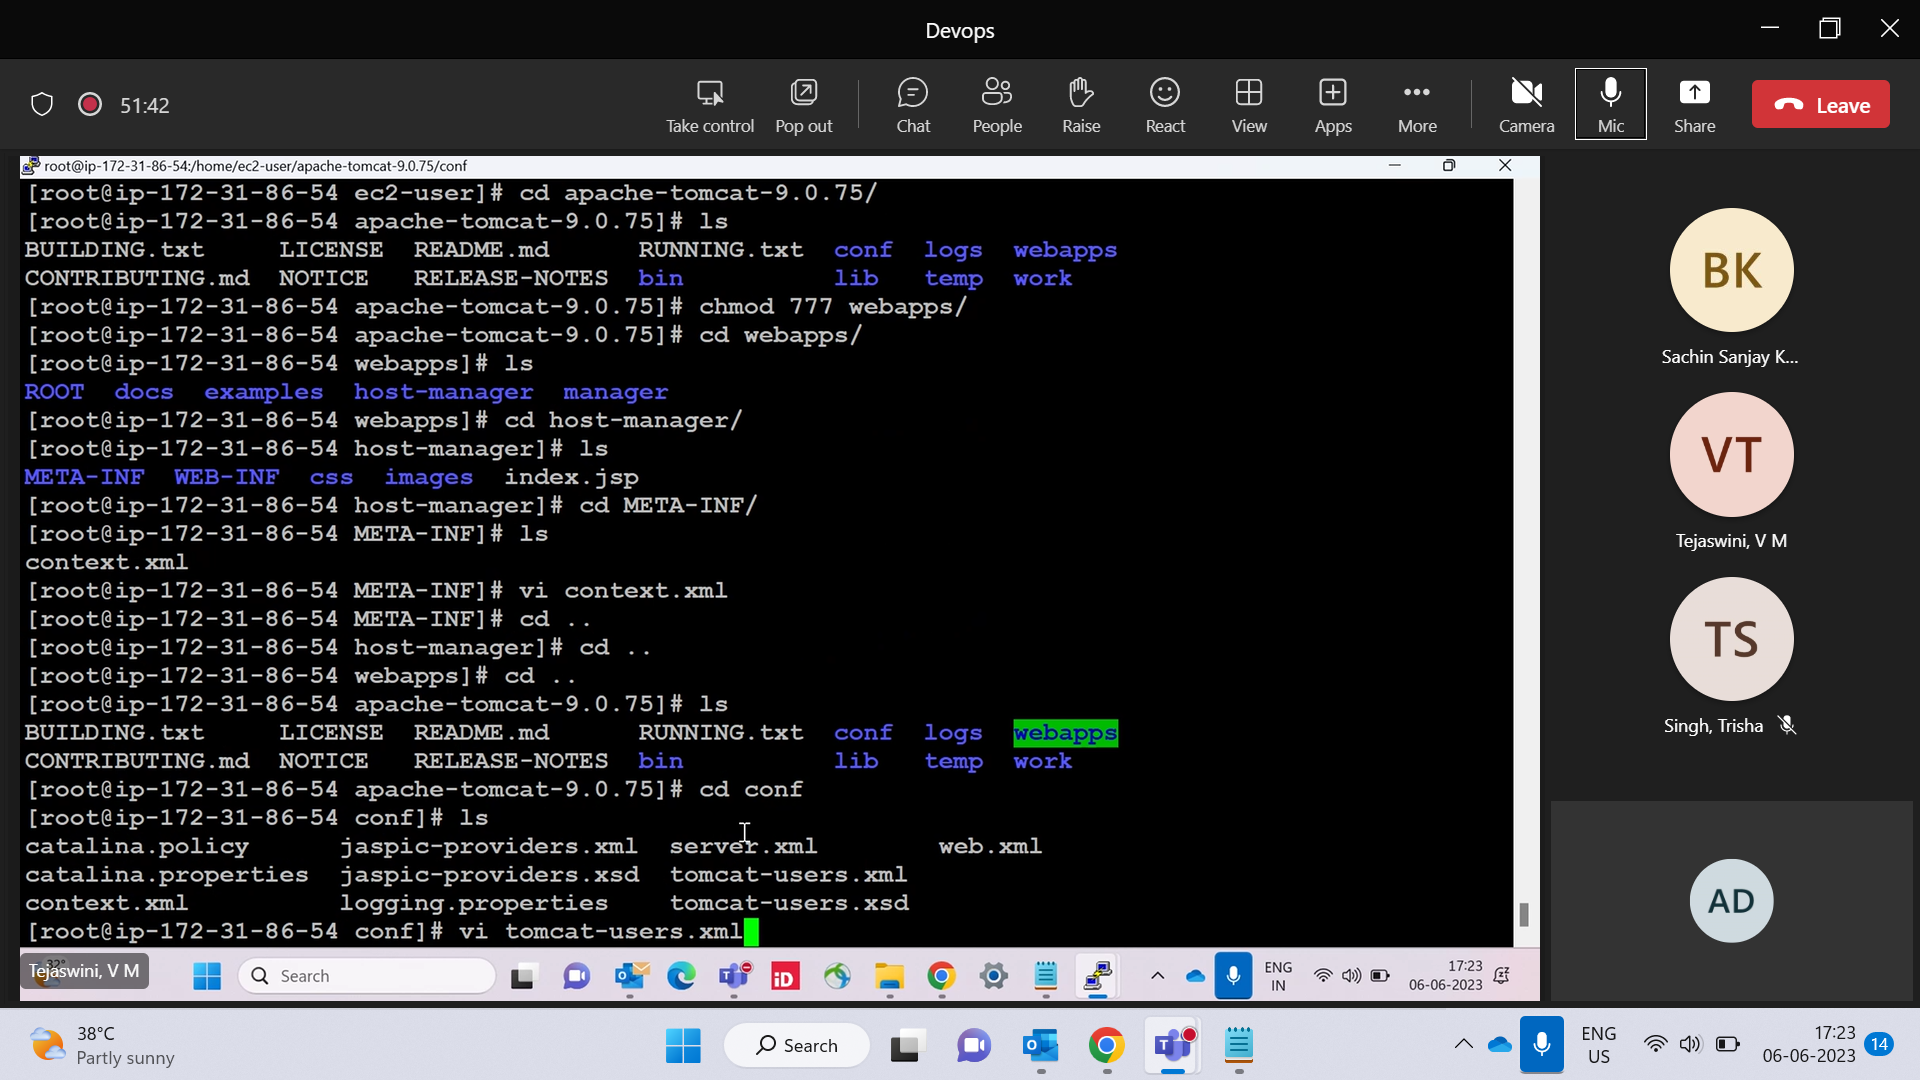 Devops
51:42
Take control
Pop out
Chat
People
Raise
React
View
Apps
More
Camera
Mic
Share
Leave
root@ip-172-31-86-54:/home/ec2-user/apache-tomcat-9.0.75/conf
[root@ip-172-31-86-54 ec2-user]# cd apache-tomcat-9.0.75/
[root@ip-172-31-86-54 apache-tomcat-9.0.75]# ls
BUILDING.txt LICENSE README.md RUNNING.txt conf logs webapps
CONTRIBUTING.md NOTICE RELEASE-NOTES bin lib temp work
[root@ip-172-31-86-54 apache-tomcat-9.0.75]# chmod 777 webapps/
[root@ip-172-31-86-54 apache-tomcat-9.0.75]# cd webapps/
[root@ip-172-31-86-54 webapps]# ls
ROOT docs examples host-manager manager
[root@ip-172-31-86-54 webapps]# cd host-manager/
[root@ip-172-31-86-54 host-manager]# ls
META-INF WEB-INF css images index.jsp
[root@ip-172-31-86-54 host-manager]# cd META-INF/
[root@ip-172-31-86-54 META-INF]# ls
context.xml
[root@ip-172-31-86-54 META-INF]# vi context.xml
[root@ip-172-31-86-54 META-INF]# cd ..
[root@ip-172-31-86-54 host-manager]# cd ..
[root@ip-172-31-86-54 webapps]# cd ..
[root@ip-172-31-86-54 apache-tomcat-9.0.75]# ls
BUILDING.txt LICENSE README.md RUNNING.txt conf logs webapps
CONTRIBUTING.md NOTICE RELEASE-NOTES bin lib temp work
[root@ip-172-31-86-54 apache-tomcat-9.0.75]# cd conf
[root@ip-172-31-86-54 conf]# ls
catalina.policy jaspic-providers.xml server.xml web.xml
catalina.properties jaspic-providers.xsd tomcat-users.xml
context.xml logging.properties tomcat-users.xsd
[root@ip-172-31-86-54 conf]# vi tomcat-users.xml
BK
Sachin Sanjay K...
VT
Tejaswini, V M
TS
Singh, Trisha
AD
Tejaswini, V M
Search
iD
ENG
IN
17:23
06-06-2023
38°C
Partly sunny
Search
ENG
US
17:23
06-06-2023
14